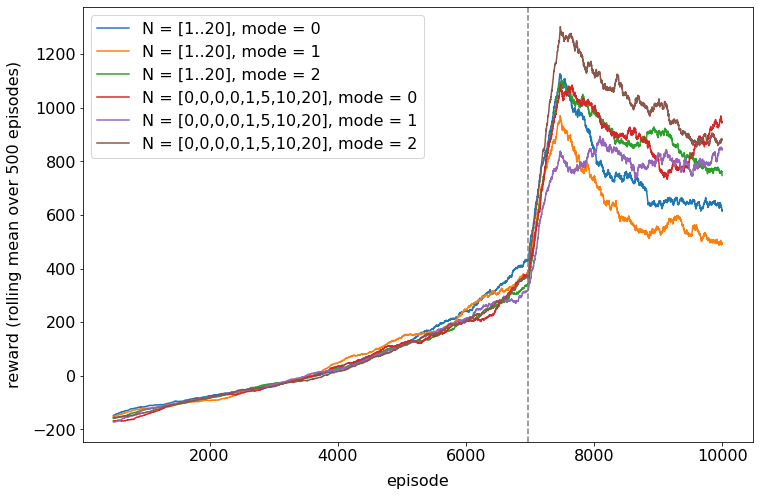 N = [1..20], mode = 0
N = [1..20], mode = 1
N = [1..20], mode = 2
N = [0,0,0,0,1,5,10,20], mode = 0
N = [0,0,0,0,1,5,10,20], mode = 1
N = [0,0,0,0,1,5,10,20], mode = 2
reward (rolling mean over 500 episodes)
1200
1000
800
600
400
200
0
−200
2000 4000 6000 8000 10000
episode